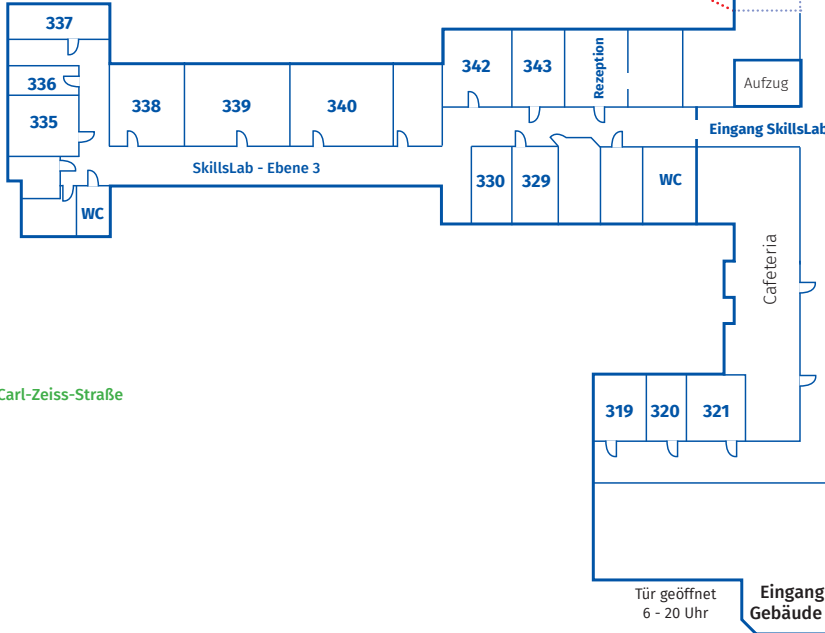 337
336
335
338
339
340
342
343
Rezeption
Aufzug
Eingang SkillsLab
SkillsLab - Ebene 3
330
329
WC
WC
Cafeteria
Carl-Zeiss-Straße
319
320
321
Tür geöffnet
6 - 20 Uhr
Eingang
Gebäude